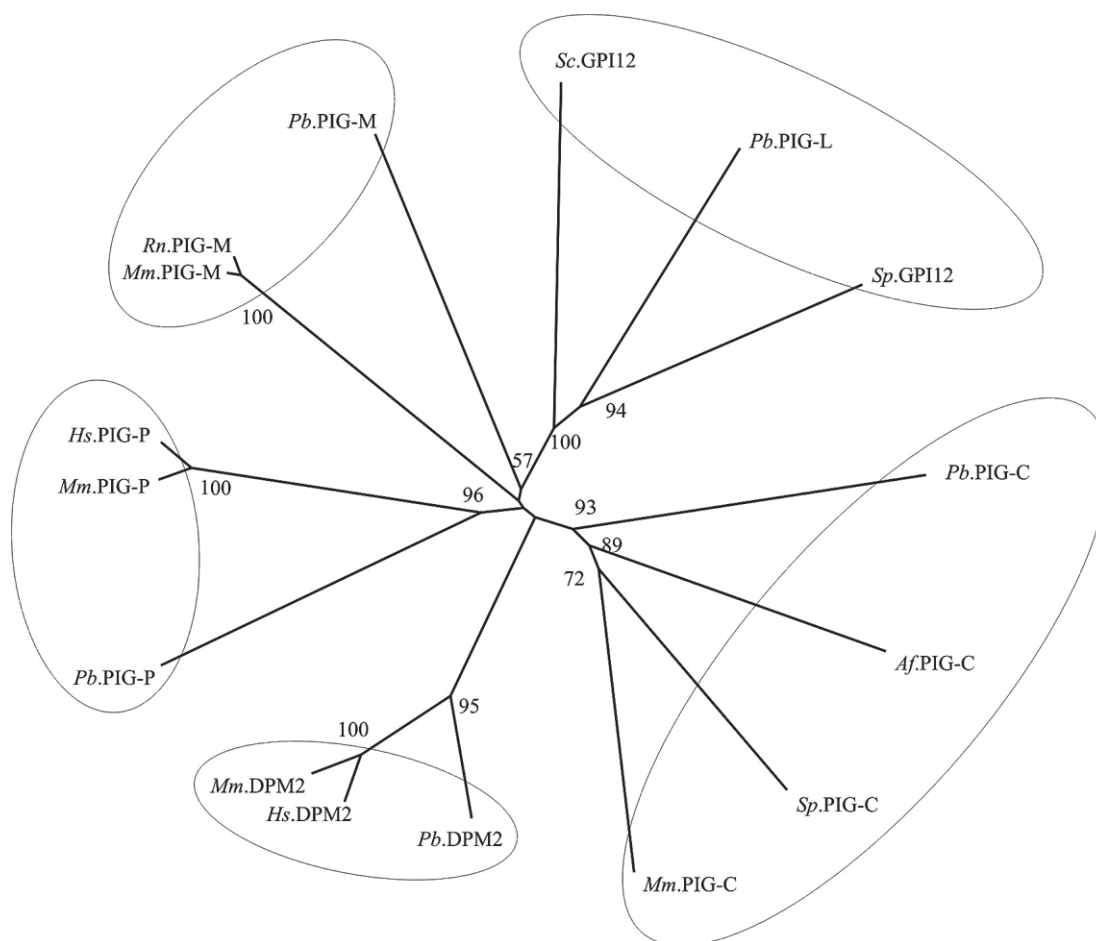 Sc.GPI12
Pb.PIG-M
Pb.PIG-L
Rn.PIG-M
Mm.PIG-M
Sp.GPI12
100
94
Hs.PIG-P
100
57
Pb.PIG-C
Mm.PIG-P
100
96
93
89
72
Af.PIG-C
Pb.PIG-P
95
100
Mm.DPM2
Hs.DPM2
Sp.PIG-C
Pb.DPM2
Mm.PIG-C